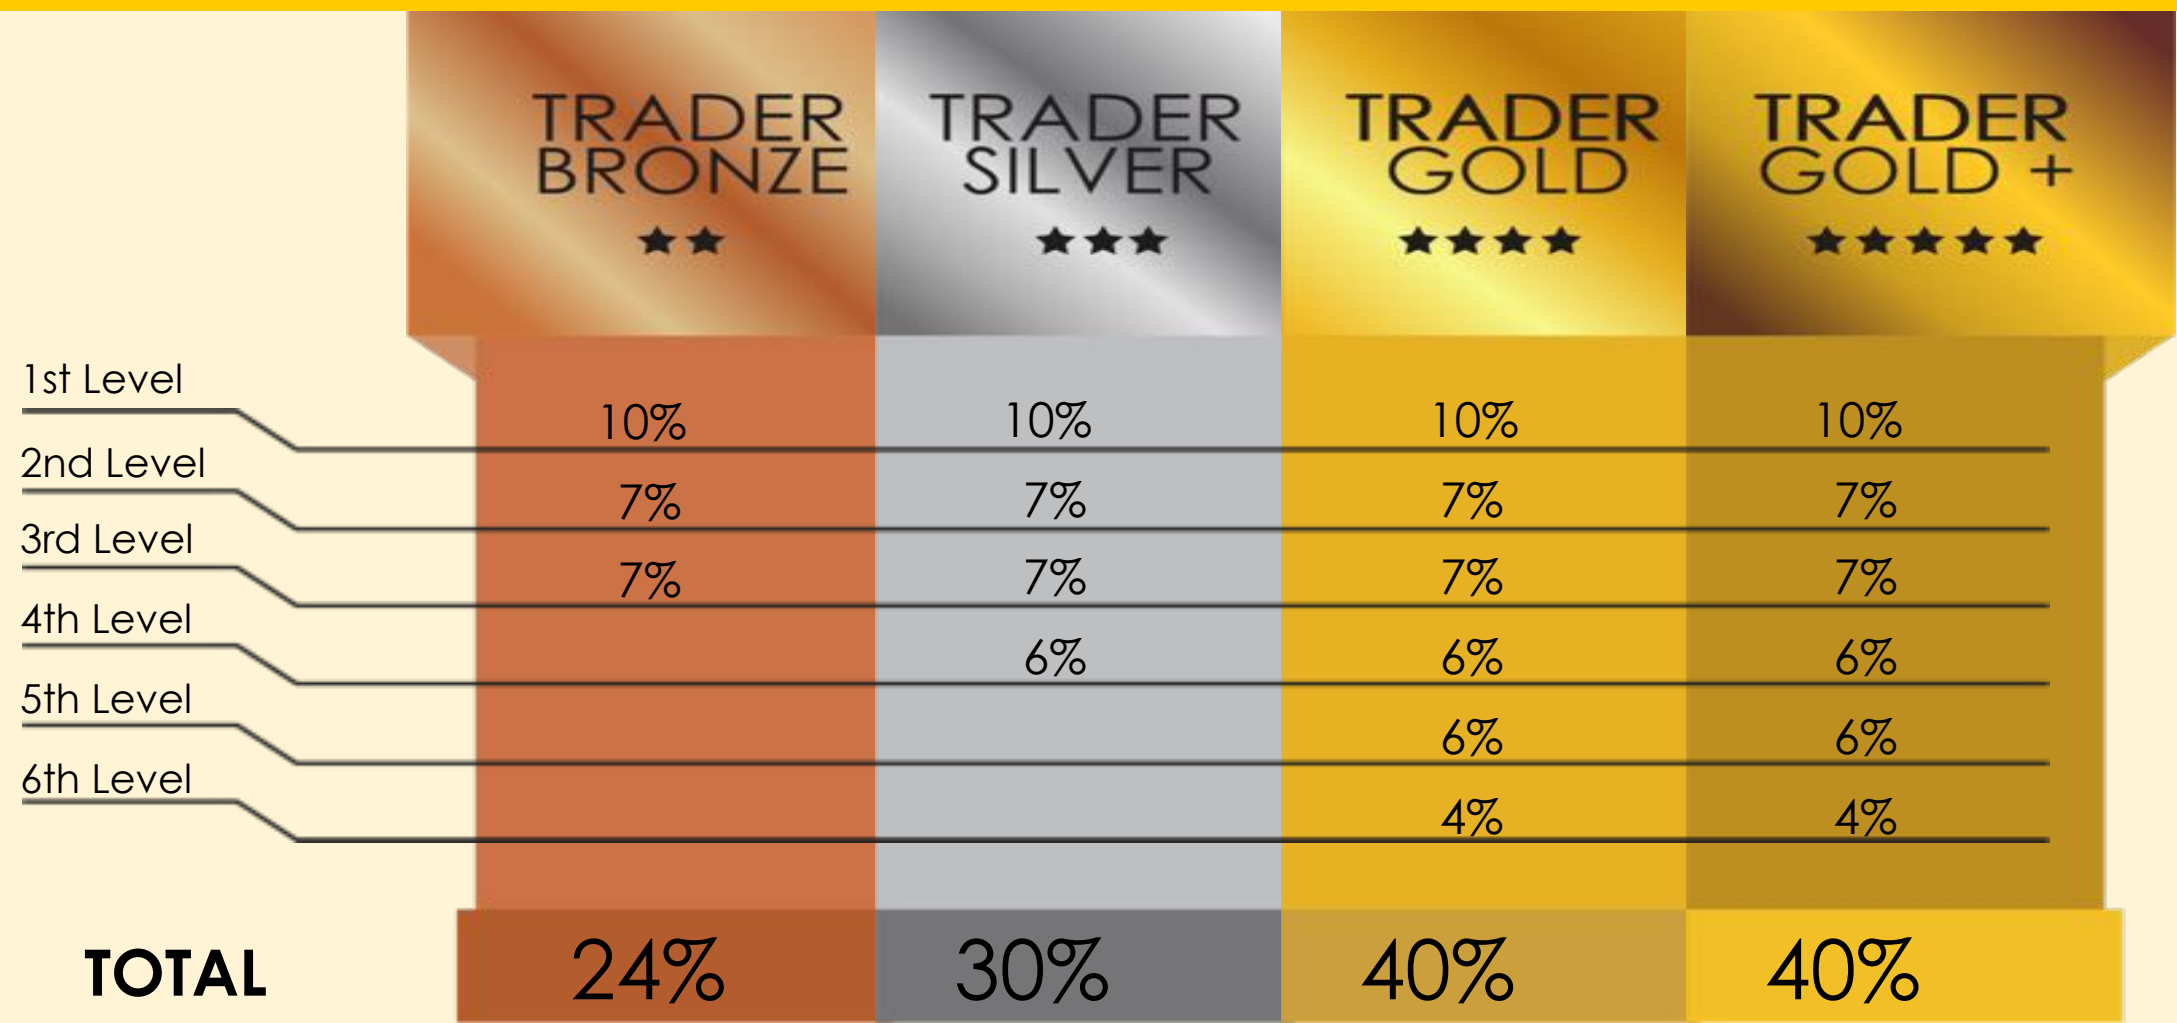 TRADER BRONZE
★★
TRADER SILVER
★★★
TRADER GOLD
★★★★
TRADER GOLD +
★★★★★
1st Level 10% 10% 10% 10%
2nd Level 7% 7% 7% 7%
3rd Level 7% 7% 7% 7%
4th Level 6% 6% 6%
5th Level 6% 6%
6th Level 4% 4%
TOTAL 24% 30% 40% 40%